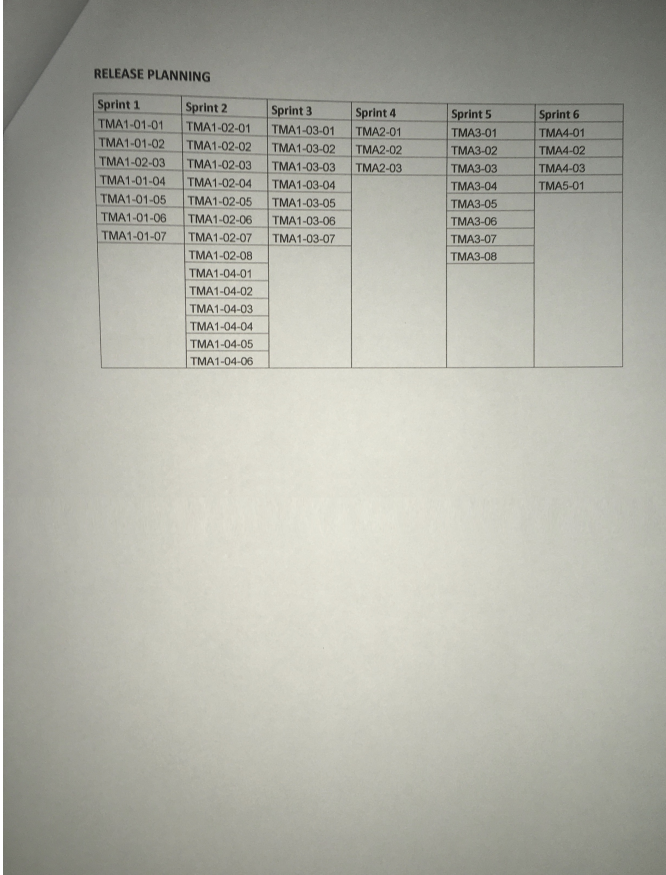 RELEASE PLANNING
Sprint 1 Sprint 2 Sprint 3 Sprint 4 Sprint 5 Sprint 6
TMA1-01-01 TMA1-02-01 TMA1-03-01 TMA2-01 TMA3-01 TMA4-01
TMA1-01-02 TMA1-02-02 TMA1-03-02 TMA2-02 TMA3-02 TMA4-02
TMA1-02-03 TMA1-02-03 TMA1-03-03 TMA2-03 TMA3-03 TMA4-03
TMA1-01-04 TMA1-02-04 TMA1-03-04 TMA3-04 TMA5-01
TMA1-01-05 TMA1-02-05 TMA1-03-05 TMA3-05
TMA1-01-06 TMA1-02-06 TMA1-03-06 TMA3-06
TMA1-01-07 TMA1-02-07 TMA1-03-07 TMA3-07
TMA1-02-08 TMA3-08
TMA1-04-01
TMA1-04-02
TMA1-04-03
TMA1-04-04
TMA1-04-05
TMA1-04-06